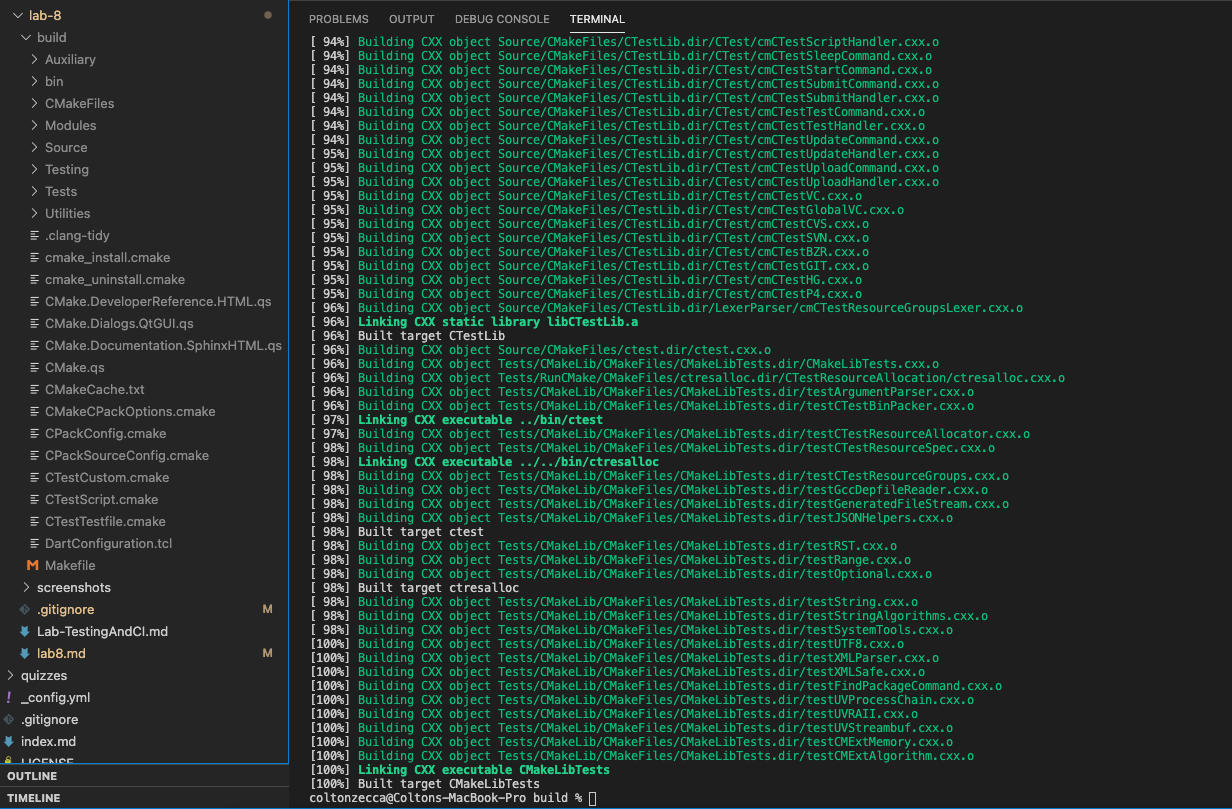 lab-8
build
Auxiliary
bin
CMakeFiles
Modules
Source
Testing
Tests
Utilities
.clang-tidy
cmake_install.cmake
cmake_uninstall.cmake
CMake.DeveloperReference.HTML.qs
CMake.Dialogs.QtGUI.qs
CMake.Documentation.SphinxHTML.qs
CMake.qs
CMakeCache.txt
CMakeCPackOptions.cmake
CPackConfig.cmake
CPackSourceConfig.cmake
CTestCustom.cmake
CTestScript.cmake
CTestTestfile.cmake
DartConfiguration.tcl
M Makefile
screenshots
.gitignore M
Lab-TestingAndCI.md
lab8.md M
quizzes
! _config.yml
.gitignore
index.md
LICENSE
OUTLINE
TIMELINE
PROBLEMS OUTPUT DEBUG CONSOLE TERMINAL
[ 94%] Building CXX object Source/CMakeFiles/CTestLib.dir/CTest/cmCTestScriptHandler.cxx.o
[ 94%] Building CXX object Source/CMakeFiles/CTestLib.dir/CTest/cmCTestSleepCommand.cxx.o
[ 94%] Building CXX object Source/CMakeFiles/CTestLib.dir/CTest/cmCTestStartCommand.cxx.o
[ 94%] Building CXX object Source/CMakeFiles/CTestLib.dir/CTest/cmCTestSubmitCommand.cxx.o
[ 94%] Building CXX object Source/CMakeFiles/CTestLib.dir/CTest/cmCTestSubmitHandler.cxx.o
[ 94%] Building CXX object Source/CMakeFiles/CTestLib.dir/CTest/cmCTestTestCommand.cxx.o
[ 94%] Building CXX object Source/CMakeFiles/CTestLib.dir/CTest/cmCTestTestHandler.cxx.o
[ 94%] Building CXX object Source/CMakeFiles/CTestLib.dir/CTest/cmCTestUpdateCommand.cxx.o
[ 95%] Building CXX object Source/CMakeFiles/CTestLib.dir/CTest/cmCTestUpdateHandler.cxx.o
[ 95%] Building CXX object Source/CMakeFiles/CTestLib.dir/CTest/cmCTestUploadCommand.cxx.o
[ 95%] Building CXX object Source/CMakeFiles/CTestLib.dir/CTest/cmCTestUploadHandler.cxx.o
[ 95%] Building CXX object Source/CMakeFiles/CTestLib.dir/CTest/cmCTestVC.cxx.o
[ 95%] Building CXX object Source/CMakeFiles/CTestLib.dir/CTest/cmCTestGlobalVC.cxx.o
[ 95%] Building CXX object Source/CMakeFiles/CTestLib.dir/CTest/cmCTestCVS.cxx.o
[ 95%] Building CXX object Source/CMakeFiles/CTestLib.dir/CTest/cmCTestSVN.cxx.o
[ 95%] Building CXX object Source/CMakeFiles/CTestLib.dir/CTest/cmCTestBZR.cxx.o
[ 95%] Building CXX object Source/CMakeFiles/CTestLib.dir/CTest/cmCTestGIT.cxx.o
[ 95%] Building CXX object Source/CMakeFiles/CTestLib.dir/CTest/cmCTestHG.cxx.o
[ 95%] Building CXX object Source/CMakeFiles/CTestLib.dir/CTest/cmCTestP4.cxx.o
[ 96%] Building CXX object Source/CMakeFiles/CTestLib.dir/LexerParser/cmCTestResourceGroupsLexer.cxx.o
[ 96%] Linking CXX static library libCTestLib.a
[ 96%] Built target CTestLib
[ 96%] Building CXX object Source/CMakeFiles/ctest.dir/ctest.cxx.o
[ 96%] Building CXX object Tests/CMakeLib/CMakeFiles/CMakeLibTests.dir/CMakeLibTests.cxx.o
[ 96%] Building CXX object Tests/RunCMake/CMakeFiles/ctresalloc.dir/CTestResourceAllocation/ctresalloc.cxx.o
[ 96%] Building CXX object Tests/CMakeLib/CMakeFiles/CMakeLibTests.dir/testArgumentParser.cxx.o
[ 96%] Building CXX object Tests/CMakeLib/CMakeFiles/CMakeLibTests.dir/testCTestBinPacker.cxx.o
[ 97%] Linking CXX executable ../bin/ctest
[ 97%] Building CXX object Tests/CMakeLib/CMakeFiles/CMakeLibTests.dir/testCTestResourceAllocator.cxx.o
[ 98%] Building CXX object Tests/CMakeLib/CMakeFiles/CMakeLibTests.dir/testCTestResourceSpec.cxx.o
[ 98%] Linking CXX executable ../../bin/ctresalloc
[ 98%] Building CXX object Tests/CMakeLib/CMakeFiles/CMakeLibTests.dir/testCTestResourceGroups.cxx.o
[ 98%] Building CXX object Tests/CMakeLib/CMakeFiles/CMakeLibTests.dir/testGccDepfileReader.cxx.o
[ 98%] Building CXX object Tests/CMakeLib/CMakeFiles/CMakeLibTests.dir/testGeneratedFileStream.cxx.o
[ 98%] Building CXX object Tests/CMakeLib/CMakeFiles/CMakeLibTests.dir/testJSONHelpers.cxx.o
[ 98%] Built target ctest
[ 98%] Building CXX object Tests/CMakeLib/CMakeFiles/CMakeLibTests.dir/testRST.cxx.o
[ 98%] Building CXX object Tests/CMakeLib/CMakeFiles/CMakeLibTests.dir/testRange.cxx.o
[ 98%] Building CXX object Tests/CMakeLib/CMakeFiles/CMakeLibTests.dir/testOptional.cxx.o
[ 98%] Built target ctresalloc
[ 98%] Building CXX object Tests/CMakeLib/CMakeFiles/CMakeLibTests.dir/testString.cxx.o
[ 98%] Building CXX object Tests/CMakeLib/CMakeFiles/CMakeLibTests.dir/testStringAlgorithms.cxx.o
[ 98%] Building CXX object Tests/CMakeLib/CMakeFiles/CMakeLibTests.dir/testSystemTools.cxx.o
[100%] Building CXX object Tests/CMakeLib/CMakeFiles/CMakeLibTests.dir/testUTF8.cxx.o
[100%] Building CXX object Tests/CMakeLib/CMakeFiles/CMakeLibTests.dir/testXMLParser.cxx.o
[100%] Building CXX object Tests/CMakeLib/CMakeFiles/CMakeLibTests.dir/testXMLSafe.cxx.o
[100%] Building CXX object Tests/CMakeLib/CMakeFiles/CMakeLibTests.dir/testFindPackageCommand.cxx.o
[100%] Building CXX object Tests/CMakeLib/CMakeFiles/CMakeLibTests.dir/testUVProcessChain.cxx.o
[100%] Building CXX object Tests/CMakeLib/CMakeFiles/CMakeLibTests.dir/testUVRAII.cxx.o
[100%] Building CXX object Tests/CMakeLib/CMakeFiles/CMakeLibTests.dir/testUVStreambuf.cxx.o
[100%] Building CXX object Tests/CMakeLib/CMakeFiles/CMakeLibTests.dir/testCMExtMemory.cxx.o
[100%] Building CXX object Tests/CMakeLib/CMakeFiles/CMakeLibTests.dir/testCMExtAlgorithm.cxx.o
[100%] Linking CXX executable CMakeLibTests
[100%] Built target CMakeLibTests
coltonzecca@Coltons-MacBook-Pro build %